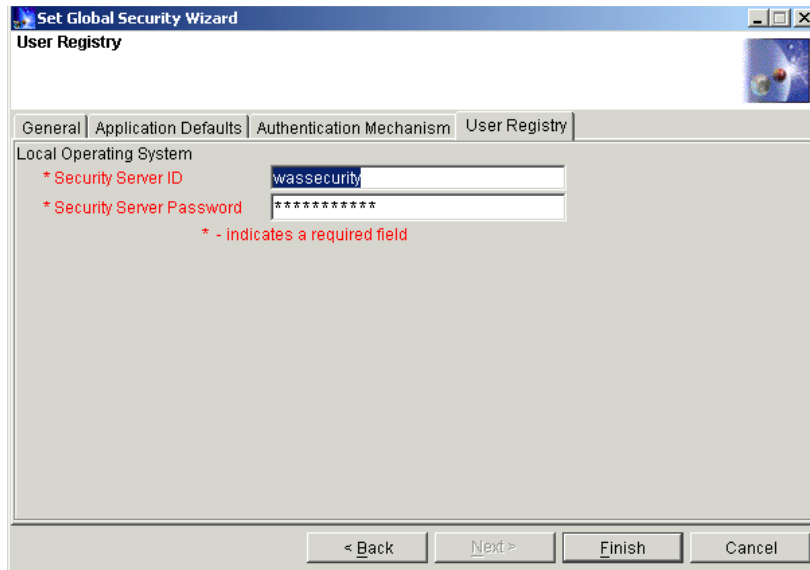 Set Global Security Wizard
User Registry
General Application Defaults Authentication Mechanism User Registry
Local Operating System
* Security Server ID wassecurity
* Security Server Password ***********
* - indicates a required field
< Back Next > Finish Cancel